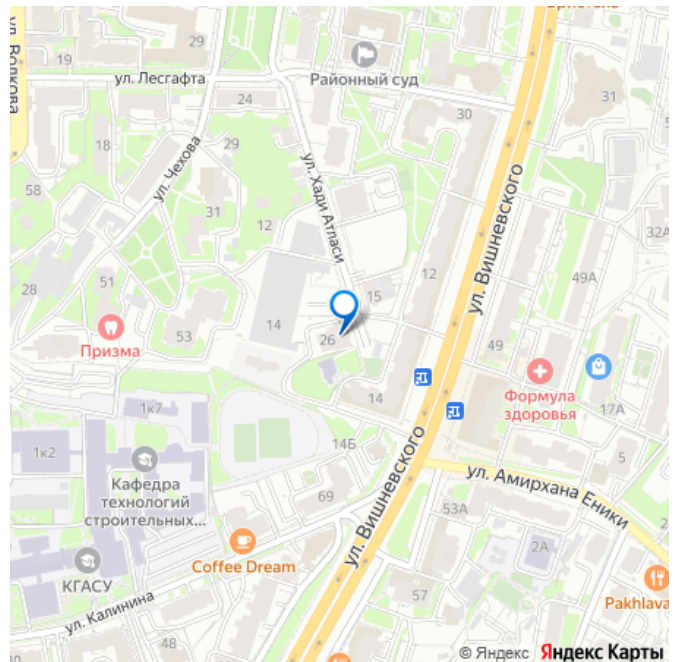 29
19
ул. Волкова
ул. Лесгафта
Районный суд
24
30
31
18
29
ул. Чехова
ул. Хади Атласи
ул. Вишневского
58
31
12
32А
12
49А
28
51
15
14
53
26
Призма
49
Формула
здоровья
17А
14
1к7
14Б
1к2
5
Кафедра
технологий
строительных...
69
ул. Вишневского
ул. Амирхана Еники
53А
2А
Coffee Dream
КГАСУ
57
Pakhlava
ул. Калинина
48
© Яндекс Яндекс Карты